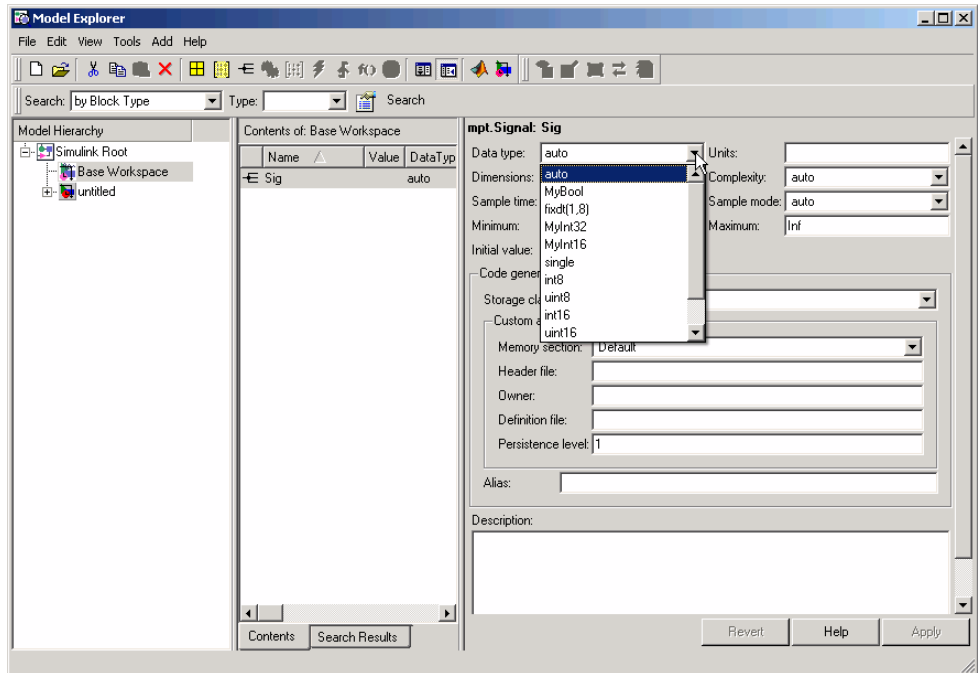 Model Explorer
File Edit View Tools Add Help
Search: by Block Type Type: Search
Model Hierarchy
Simulink Root
Base Workspace
untitled
Contents of: Base Workspace
Name Value DataTyp
Sig auto
Contents Search Results
mpt.Signal: Sig
Data type: auto Units:
Dimensions: Complexity: auto
Sample time: Sample mode: auto
Minimum: Maximum: Inf
Initial value:
auto
MyBool
fixdt(1,8)
MyInt32
MyInt16
single
int8
uint8
int16
uint16
Code gener
Storage cla
Custom a
Memory section: Default
Header file:
Owner:
Definition file:
Persistence level: 1
Alias:
Description:
Revert Help Apply